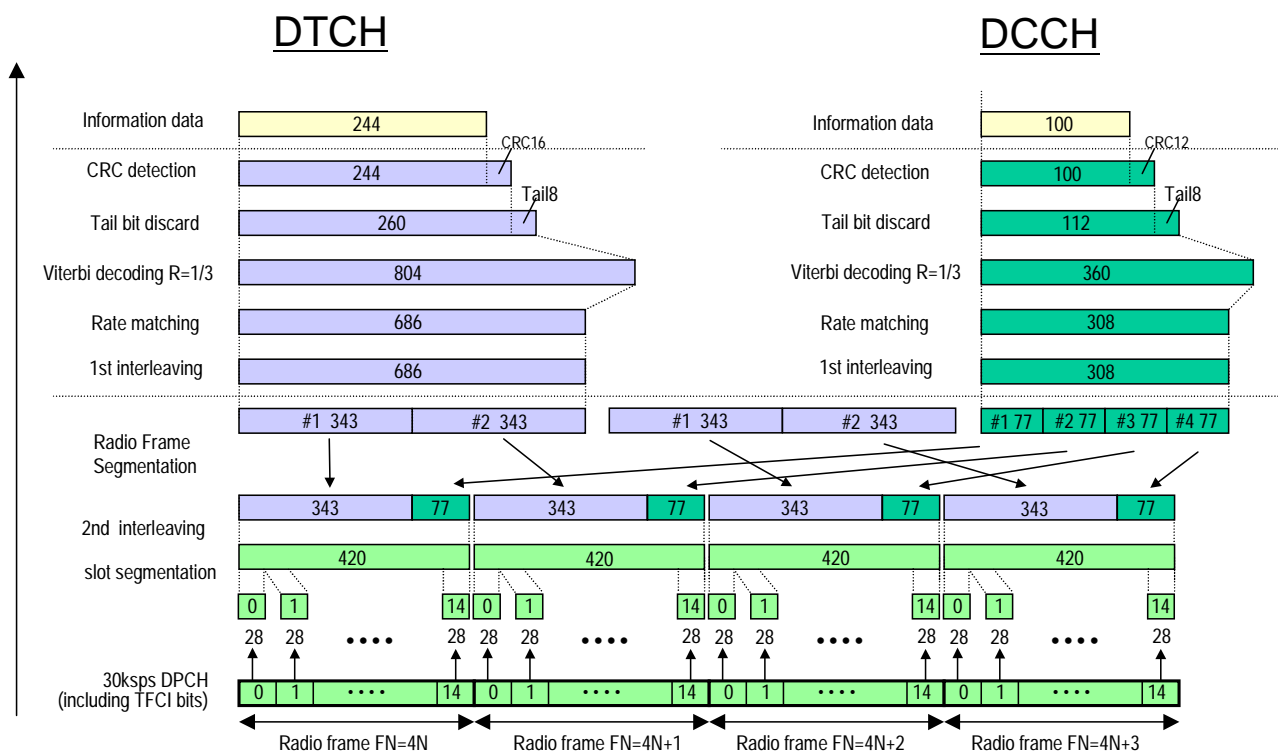 DTCH DCCH
Information data 244 Information data 100
CRC16 CRC12
CRC detection 244 CRC detection 100
Tail8 Tail8
Tail bit discard 260 Tail bit discard 112
Viterbi decoding R=1/3 804 Viterbi decoding R=1/3 360
Rate matching 686 Rate matching 308
1st interleaving 686 1st interleaving 308
#1 343 #2 343 #1 343 #2 343 #1 77 #2 77 #3 77 #4 77
Radio Frame
Segmentation
343 77 343 77 343 77 343 77
2nd interleaving
420 420 420 420
slot segmentation
0 1 14 0 1 14 0 1 14 0 1 14
28 28 •••• 28 28 28 •••• 28 28 28 •••• 28 28 28 •••• 28
30ksps DPCH
(including TFCI bits)
0 1 •••• 14 0 1 •••• 14 0 1 •••• 14 0 1 •••• 14
Radio frame FN=4N Radio frame FN=4N+1 Radio frame FN=4N+2 Radio frame FN=4N+3